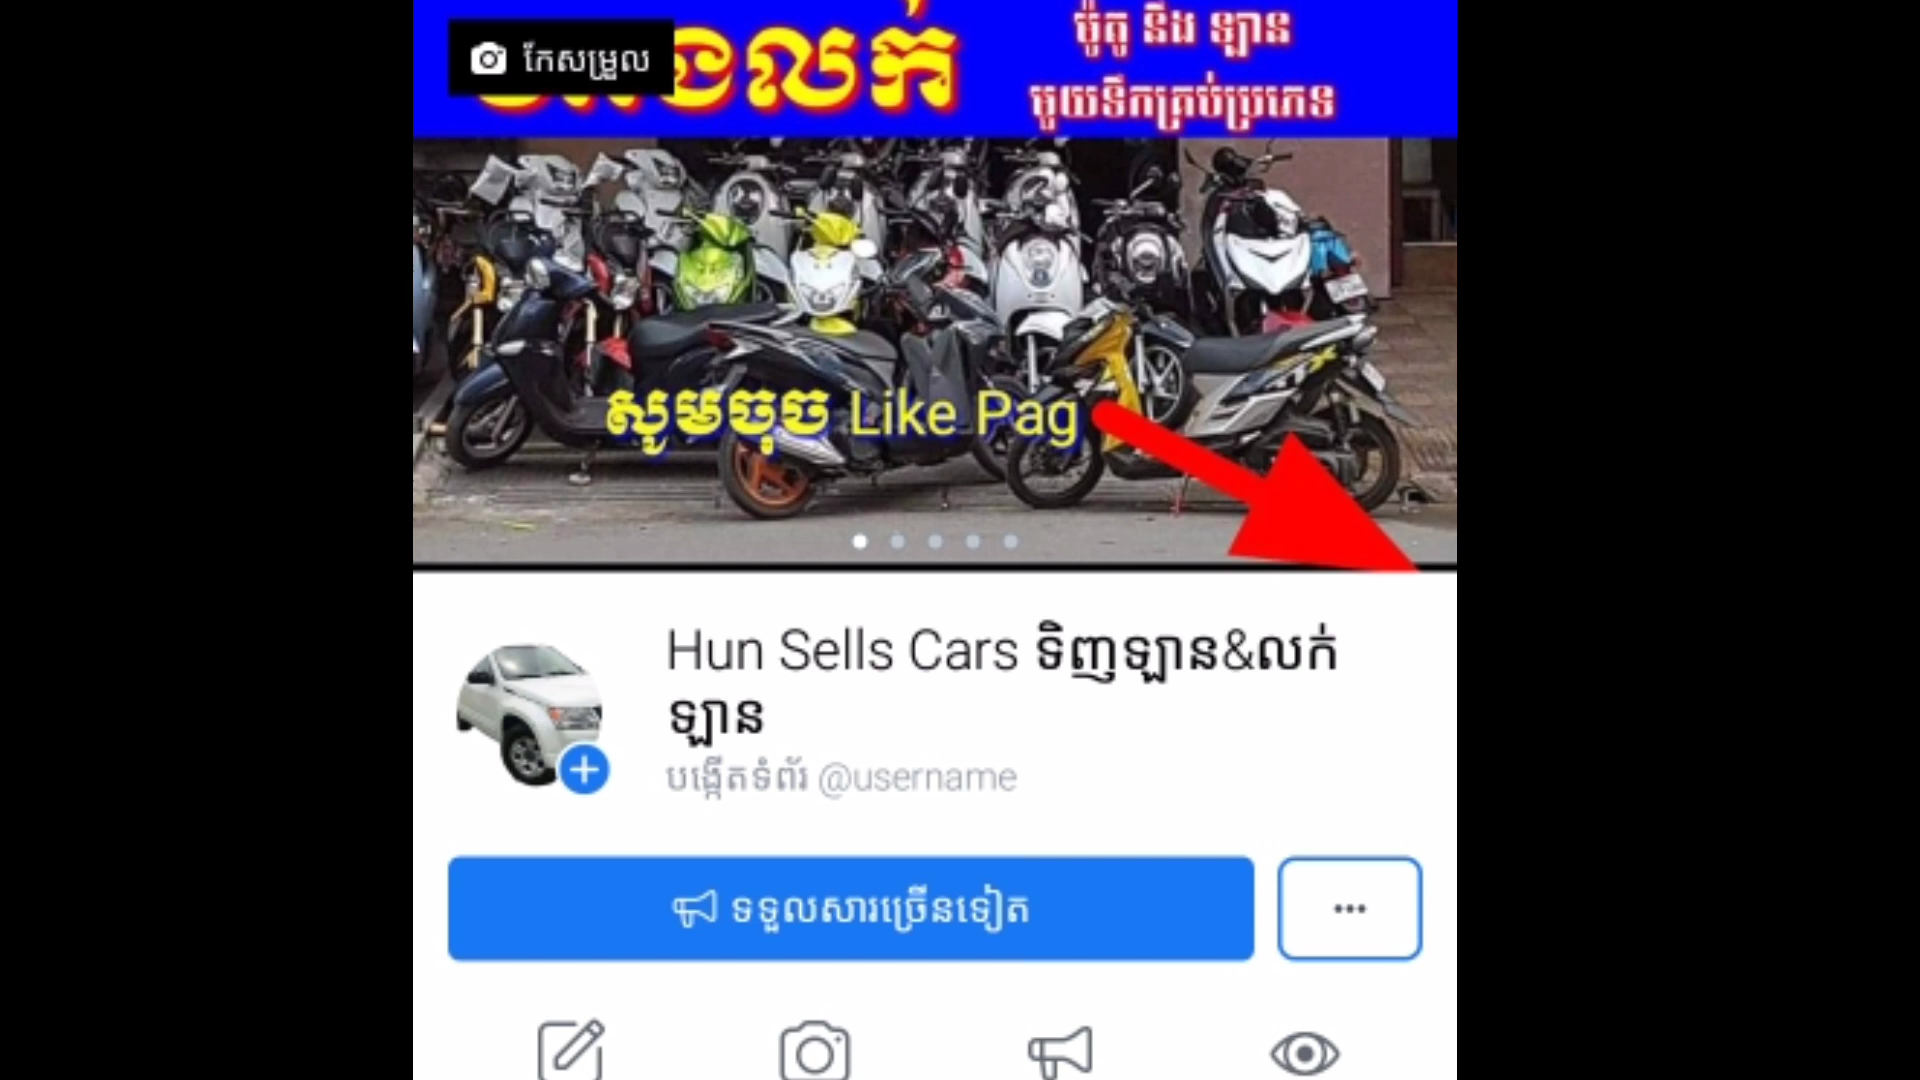 ម៉ូតូ និង ឡាន
កែសម្រួល
លក់
មួយទឹកគ្រប់ប្រភេទ
សូមចុច Like Pag
Hun Sells Cars ទិញឡាន&លក់
ឡាន
បង្កើតទំព័រ @username
ទទួលសារច្រើនទៀត